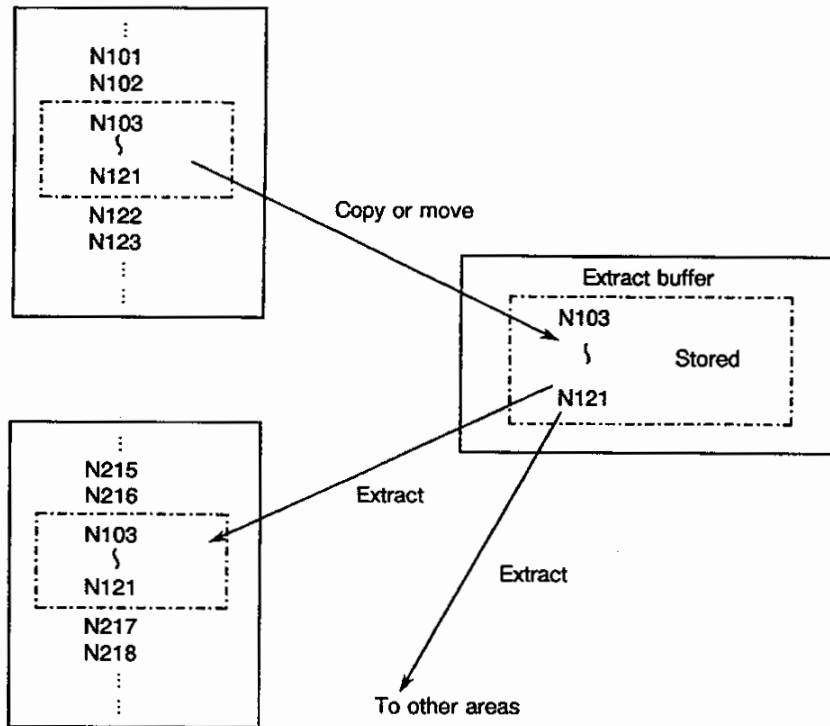 N101
N102
N103
N121
N122
N123
Copy or move
Extract buffer
N103
Stored
N121
N215
N216
N103
N121
N217
N218
Extract
Extract
To other areas